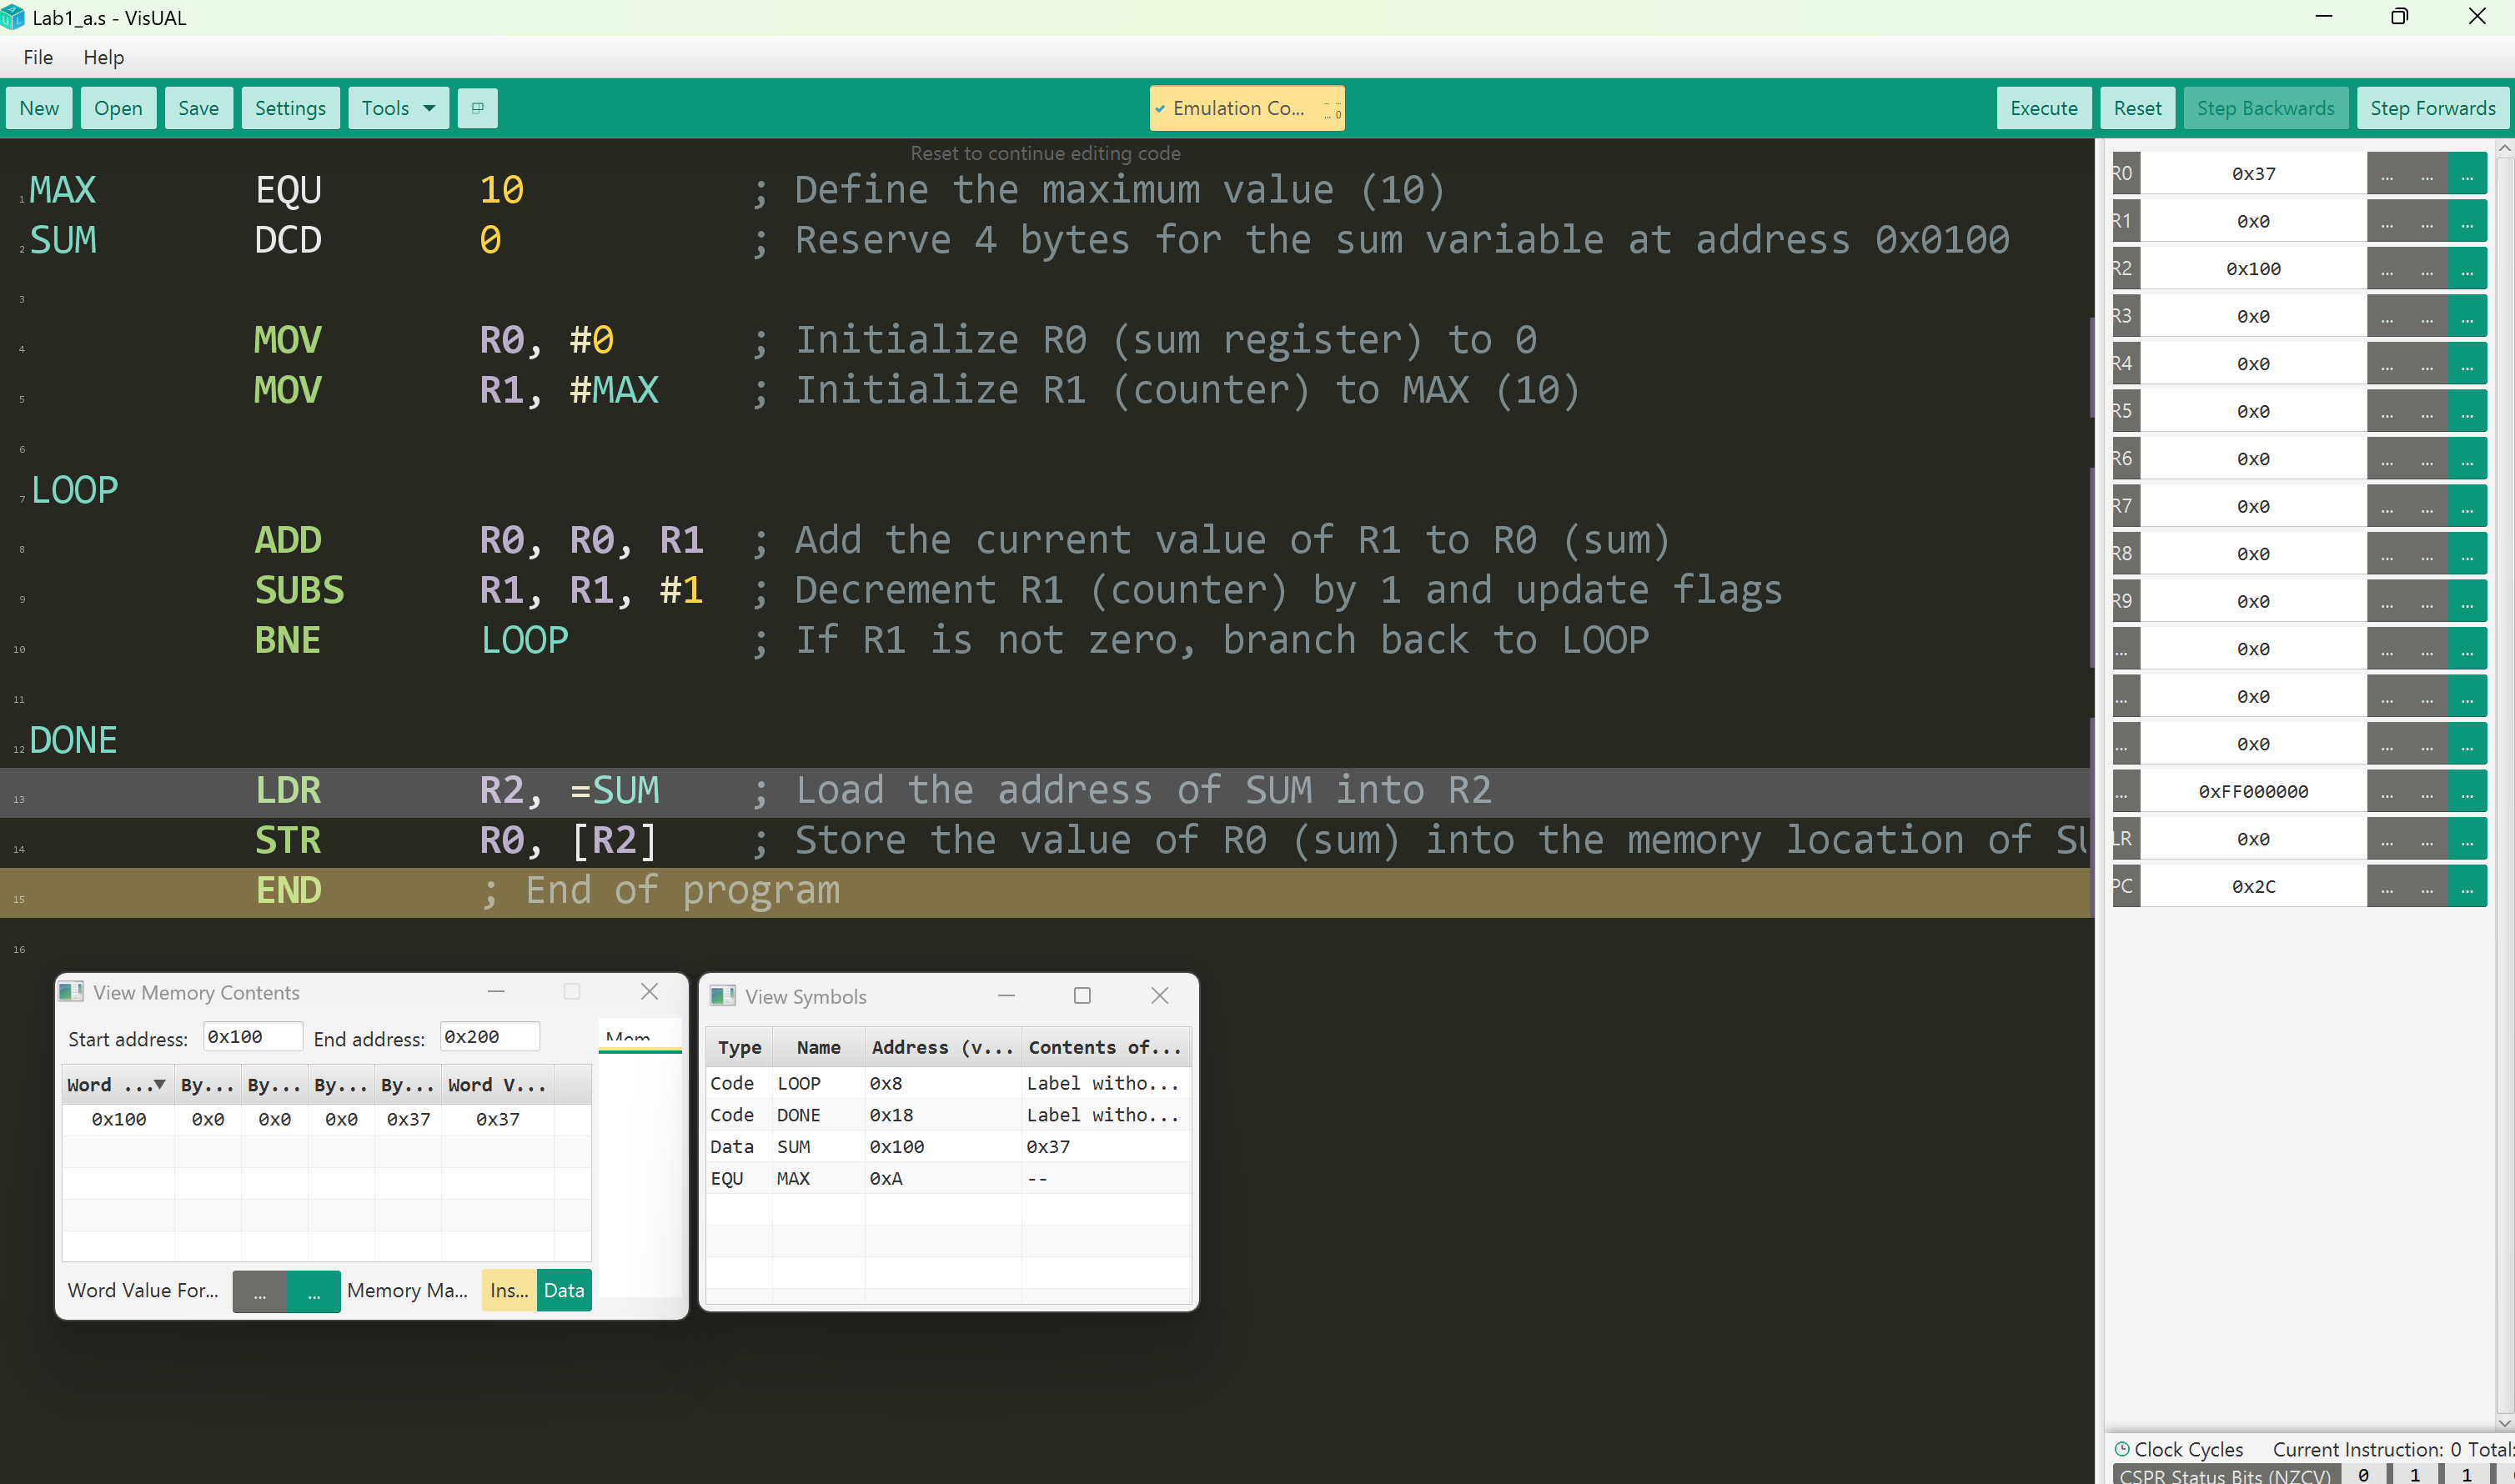 Lab1_a.s - VisUAL
File Help
New Open Save Settings Tools Emulation Co... ... 0 Execute Reset Step Backwards Step Forwards
Reset to continue editing code
1 MAX EQU 10 ; Define the maximum value (10)
2 SUM DCD 0 ; Reserve 4 bytes for the sum variable at address 0x0100
3
4 MOV R0, #0 ; Initialize R0 (sum register) to 0
5 MOV R1, #MAX ; Initialize R1 (counter) to MAX (10)
6
7 LOOP
8 ADD R0, R0, R1 ; Add the current value of R1 to R0 (sum)
9 SUBS R1, R1, #1 ; Decrement R1 (counter) by 1 and update flags
10 BNE LOOP ; If R1 is not zero, branch back to LOOP
11
12 DONE
13 LDR R2, =SUM ; Load the address of SUM into R2
14 STR R0, [R2] ; Store the value of R0 (sum) into the memory location of SU
15 END ; End of program
16
R0 0x37 ... ... ...
R1 0x0 ... ... ...
R2 0x100 ... ... ...
R3 0x0 ... ... ...
R4 0x0 ... ... ...
R5 0x0 ... ... ...
R6 0x0 ... ... ...
R7 0x0 ... ... ...
R8 0x0 ... ... ...
R9 0x0 ... ... ...
... 0x0 ... ... ...
... 0x0 ... ... ...
... 0x0 ... ... ...
... 0xFF000000 ... ... ...
LR 0x0 ... ... ...
PC 0x2C ... ... ...
View Memory Contents
Start address: 0x100 End address: 0x200 Mem
Word ... By... By... By... By... Word V...
0x100 0x0 0x0 0x0 0x37 0x37
Word Value For... ... ... Memory Ma... Ins... Data
View Symbols
Type Name Address (v... Contents of...
Code LOOP 0x8 Label witho...
Code DONE 0x18 Label witho...
Data SUM 0x100 0x37
EQU MAX 0xA --
Clock Cycles Current Instruction: 0 Total:
CSPR Status Bits (NZCV) 0 1 1